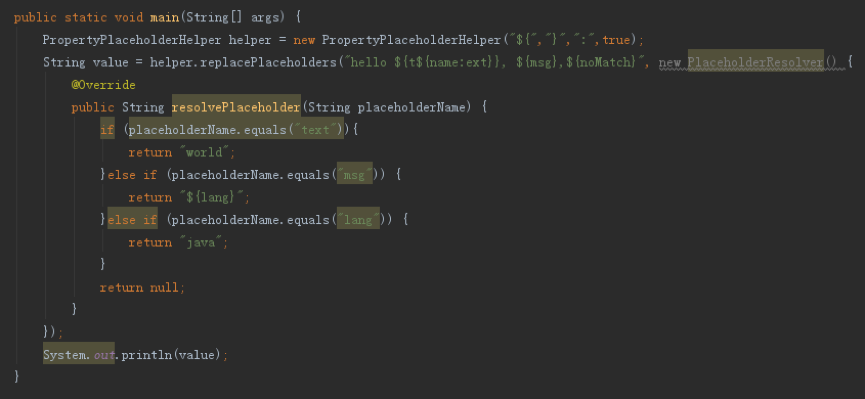 public static void main(String[] args) {
    PropertyPlaceholderHelper helper = new PropertyPlaceholderHelper("${","}",":",true);
    String value = helper.replacePlaceholders("hello ${t${name:ext}}, ${msg},${noMatch}", new PlaceholderResolver() {
        @Override
        public String resolvePlaceholder(String placeholderName) {
            if (placeholderName.equals("text")){
                return "world";
            }else if (placeholderName.equals("msg")) {
                return "${lang}";
            }else if (placeholderName.equals("lang")) {
                return "java";
            }
            return null;
        }
    });
    System.out.println(value);
}